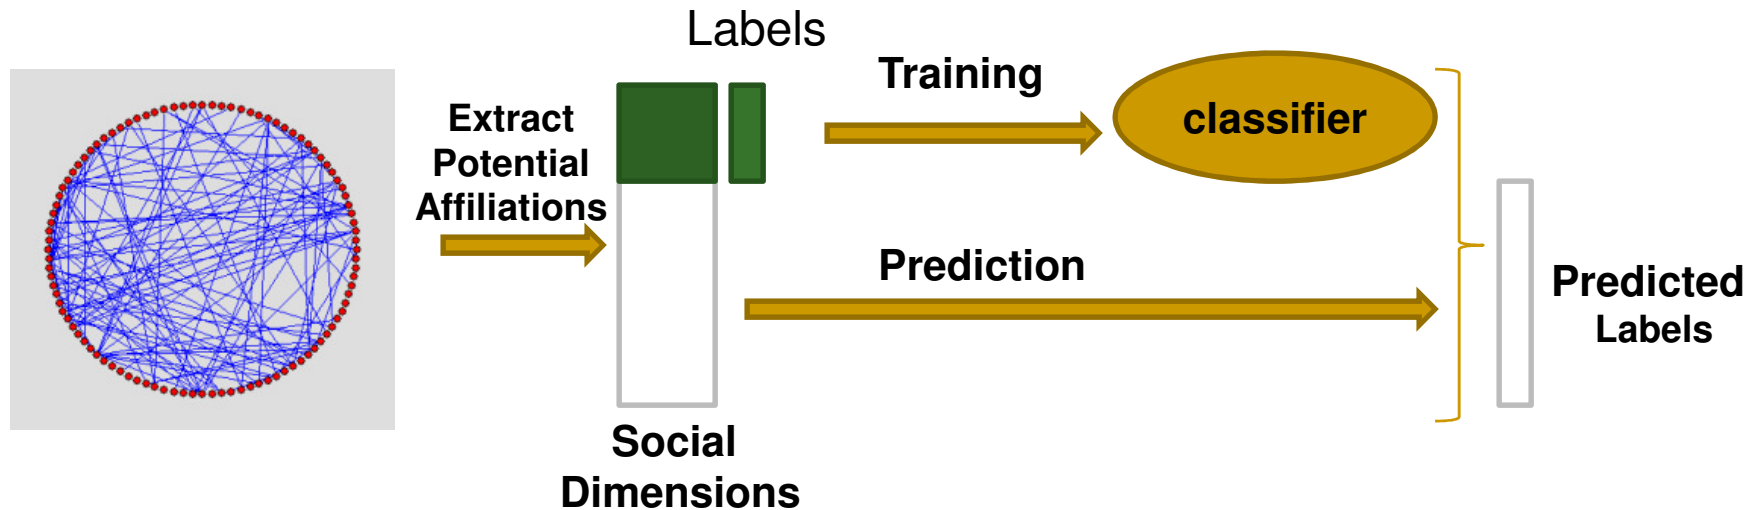 Labels
Extract
Potential
Affiliations
Training
classifier
Prediction
Predicted
Labels
Social
Dimensions